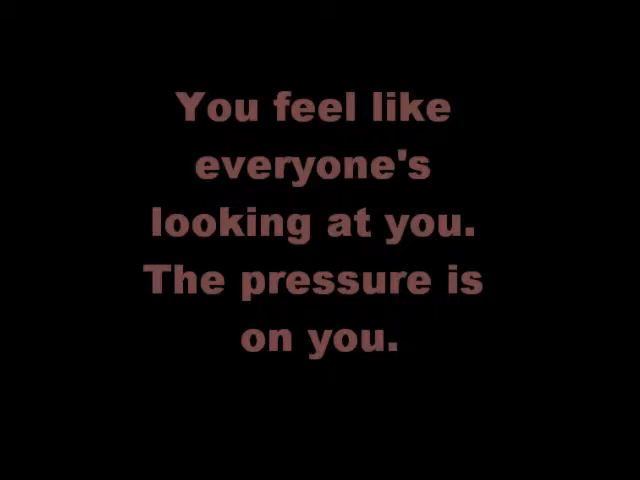 You feel like
everyone's
looking at you.
The pressure is
on you.